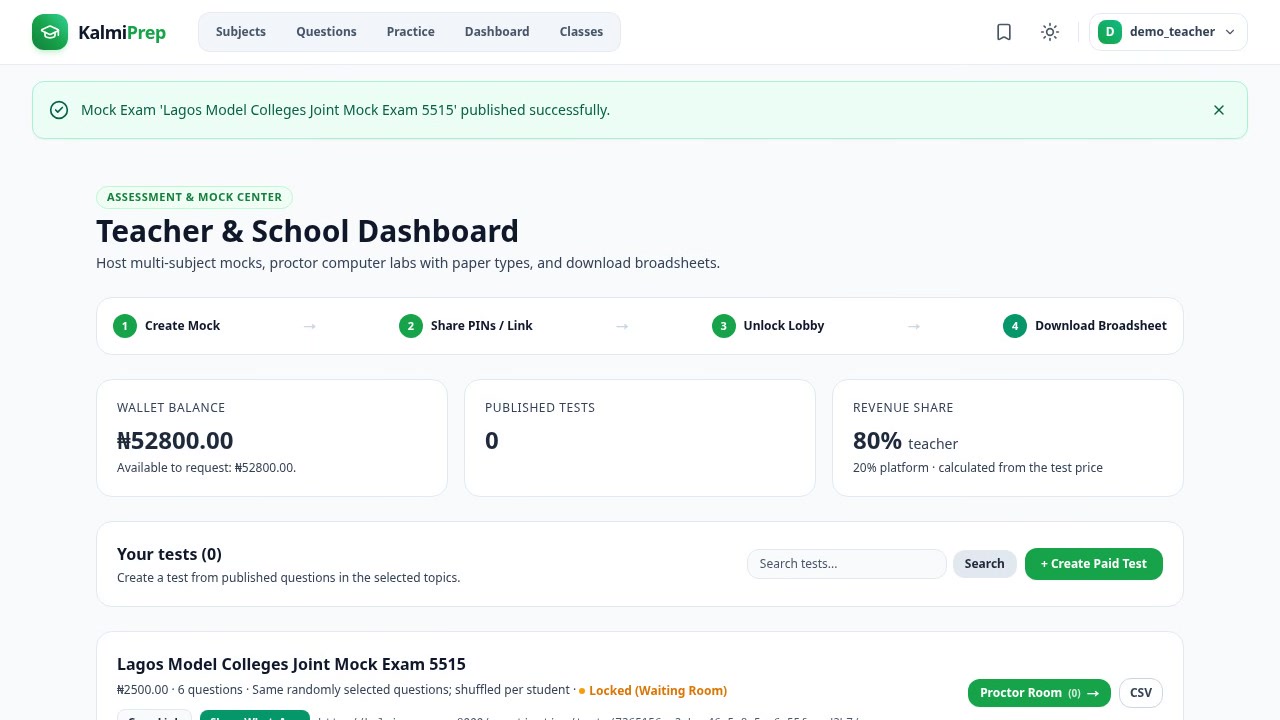 KalmiPrep
Subjects
Questions
Practice
Dashboard
Classes
D
demo_teacher
Mock Exam 'Lagos Model Colleges Joint Mock Exam 5515' published successfully.
ASSESSMENT & MOCK CENTER
Teacher & School Dashboard
Host multi-subject mocks, proctor computer labs with paper types, and download broadsheets.
1 Create Mock → 2 Share PINs / Link → 3 Unlock Lobby → 4 Download Broadsheet
WALLET BALANCE
₦52800.00
Available to request: ₦52800.00.
PUBLISHED TESTS
0
REVENUE SHARE
80% teacher
20% platform · calculated from the test price
Your tests (0)
Create a test from published questions in the selected topics.
Search tests...
Search
+ Create Paid Test
Lagos Model Colleges Joint Mock Exam 5515
₦2500.00 · 6 questions · Same randomly selected questions; shuffled per student · Locked (Waiting Room)
Proctor Room (0) →
CSV